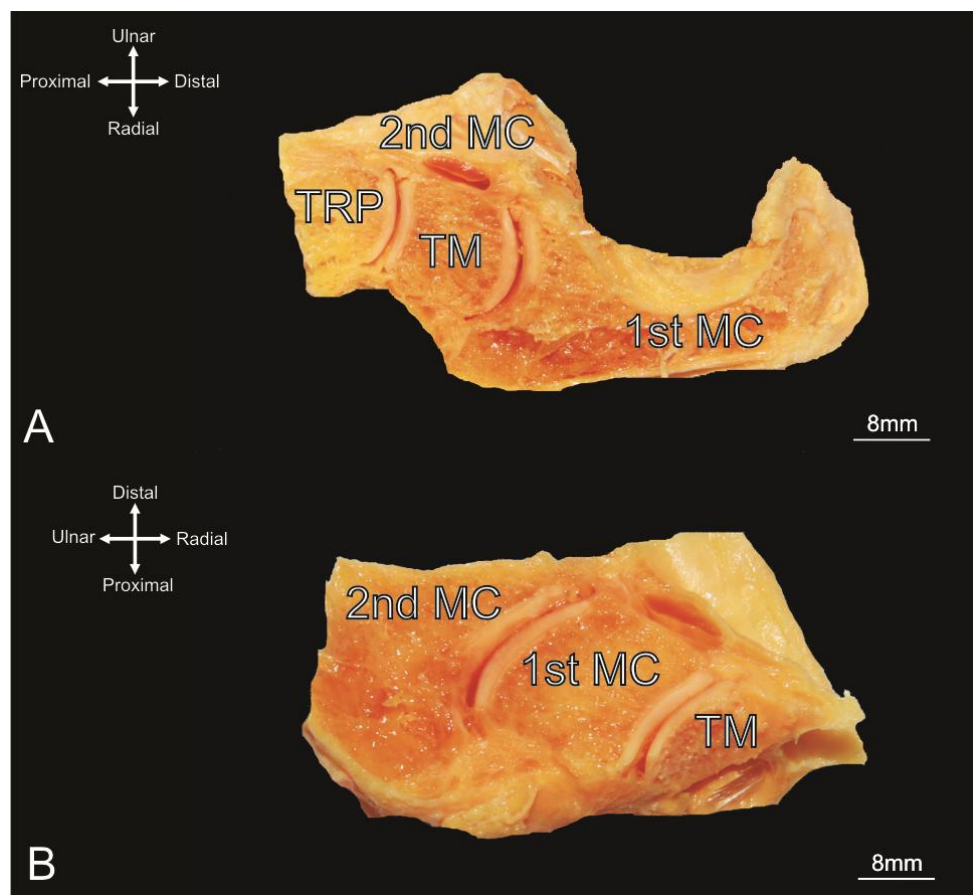 Ulnar
Proximal Distal
Radial
2nd MC
TRP
TM
1st MC
A
8mm
Distal
Ulnar Radial
Proximal
2nd MC
1st MC
TM
B
8mm